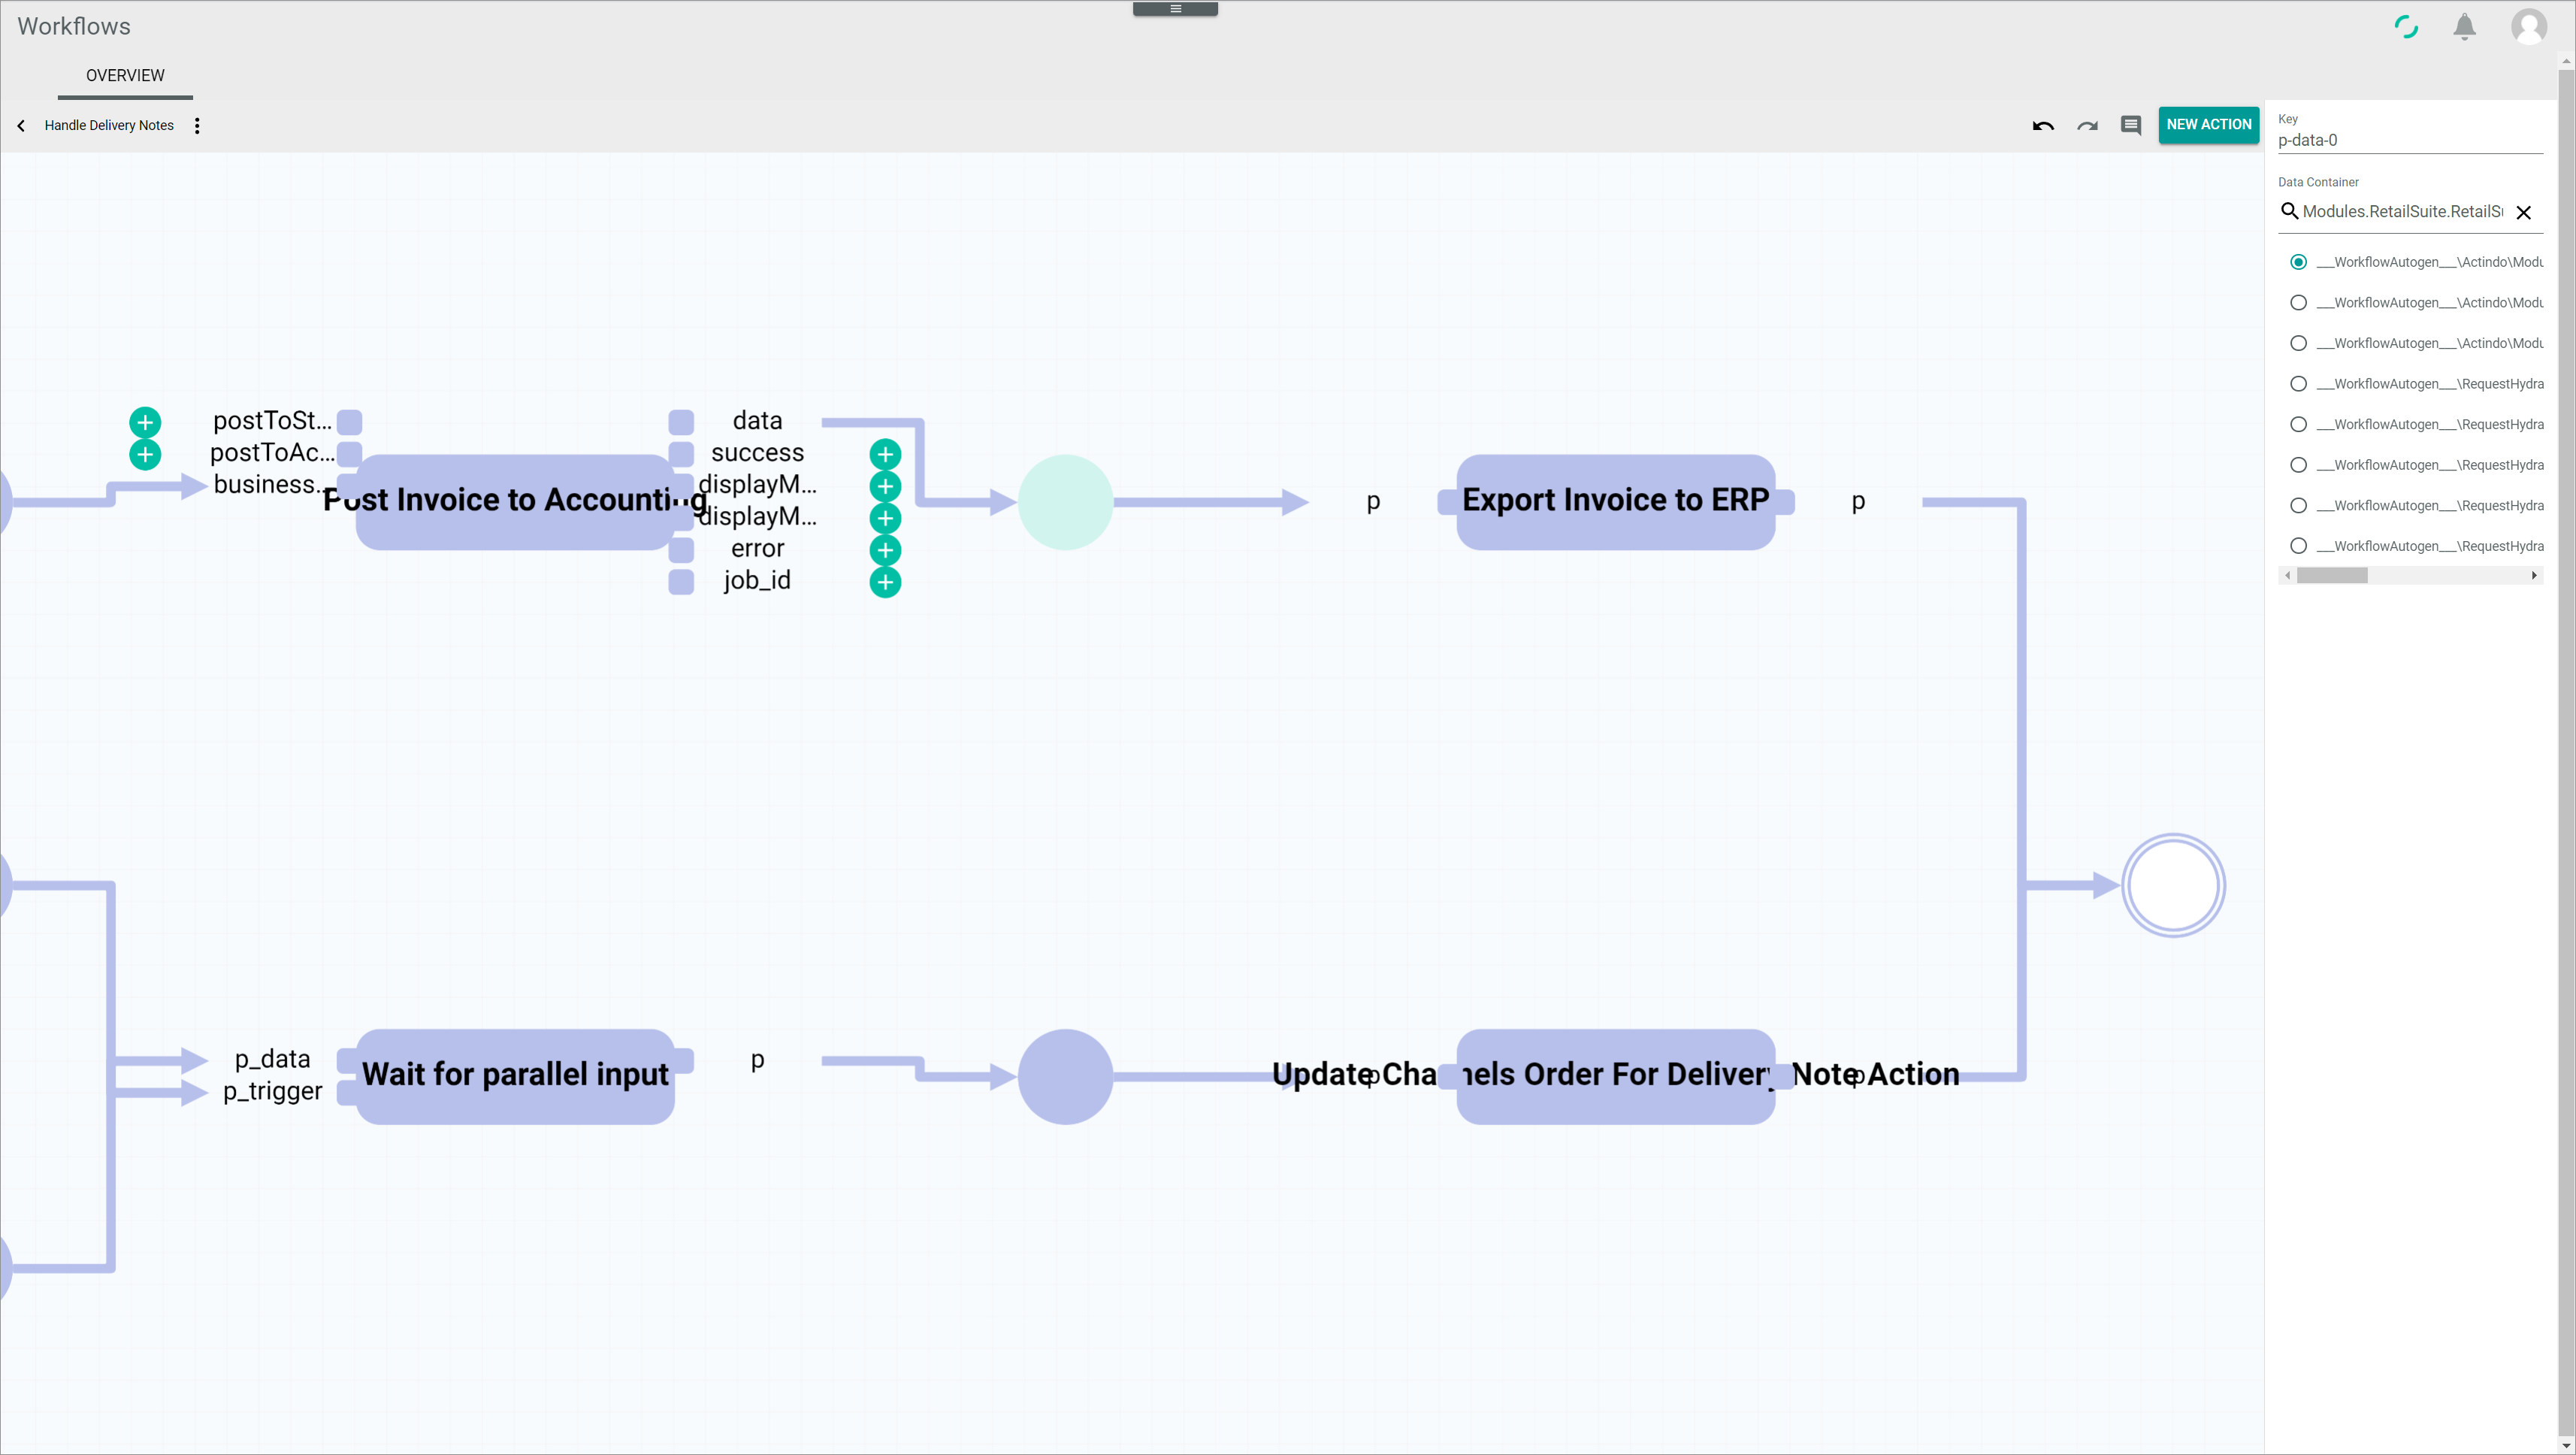 Workflows
OVERVIEW
Handle Delivery Notes
NEW ACTION
Key
p-data-0
Data Container
Modules.RetailSuite.RetailS
___WorkflowAutogen___\Actindo\Modu
___WorkflowAutogen___\Actindo\Modu
___WorkflowAutogen___\Actindo\Modu
___WorkflowAutogen___\RequestHydra
___WorkflowAutogen___\RequestHydra
___WorkflowAutogen___\RequestHydra
___WorkflowAutogen___\RequestHydra
___WorkflowAutogen___\RequestHydra
postToSt...
postToAc...
business...
Post Invoice to Accounting
data
success
displayM...
displayM...
error
job_id
p
Export Invoice to ERP
p
p_data
p_trigger
Wait for parallel input
p
p
Update Channels Order For Delivery Note Action
p